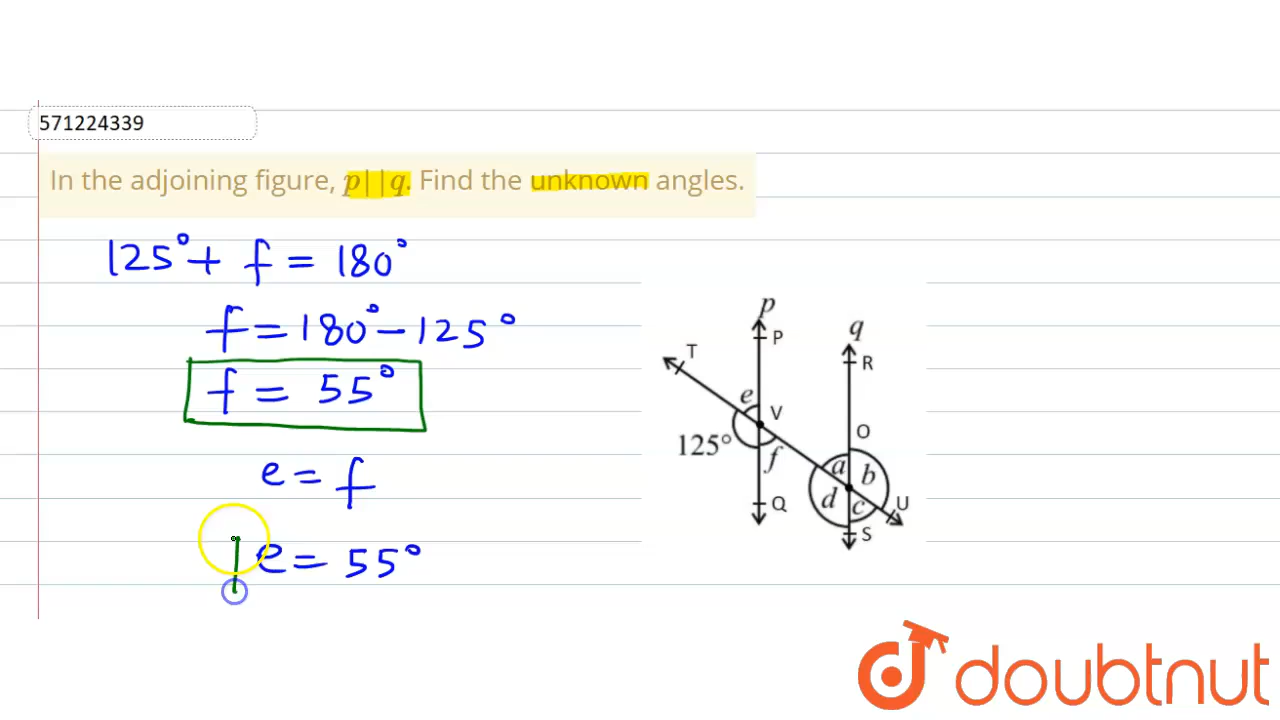 571224339
In the adjoining figure, p||q. Find the unknown angles.
125° + f = 180°
f = 180° - 125°
f = 55°
e = f
e = 55°
p
P
q
T
R
e
V
O
125°
f
a
b
Q
d
c
U
S
doubtnut